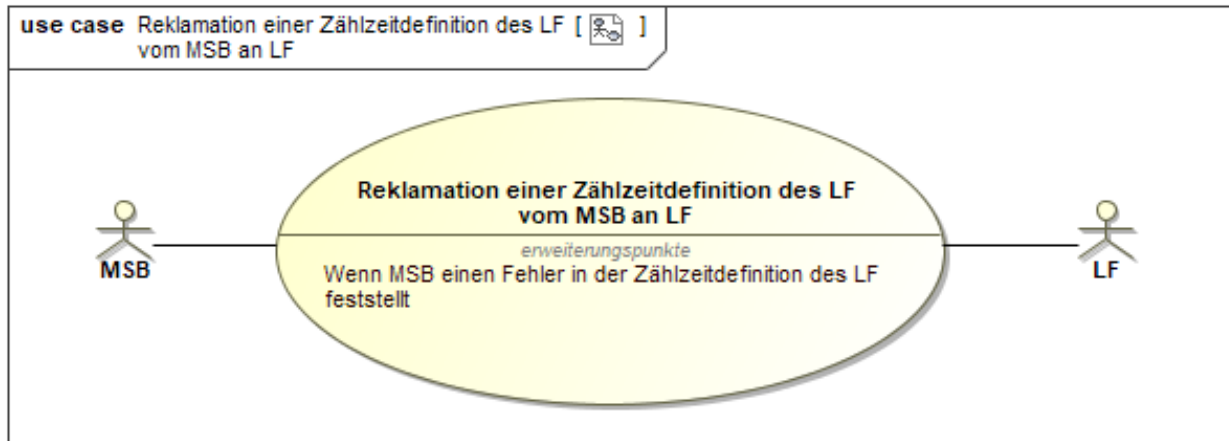 use case Reklamation einer Zählzeitdefinition des LF [ ]
vom MSB an LF
Reklamation einer Zählzeitdefinition des LF
vom MSB an LF
erweiterungspunkte
Wenn MSB einen Fehler in der Zählzeitdefinition des LF
feststellt
MSB
LF